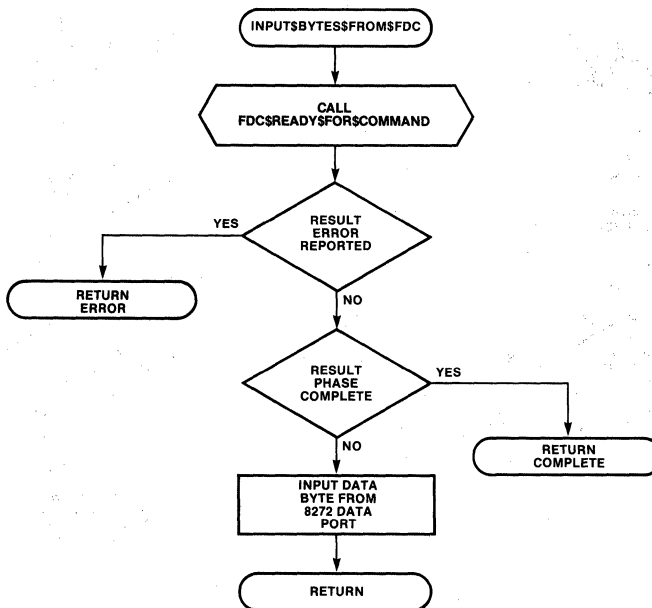 INPUT$BYTES$FROM$FDC
CALL
FDC$READY$FOR$COMMAND
RESULT
ERROR
REPORTED
YES
RETURN
ERROR
NO
RESULT
PHASE
COMPLETE
YES
RETURN
COMPLETE
NO
INPUT DATA
BYTE FROM
8272 DATA
PORT
RETURN